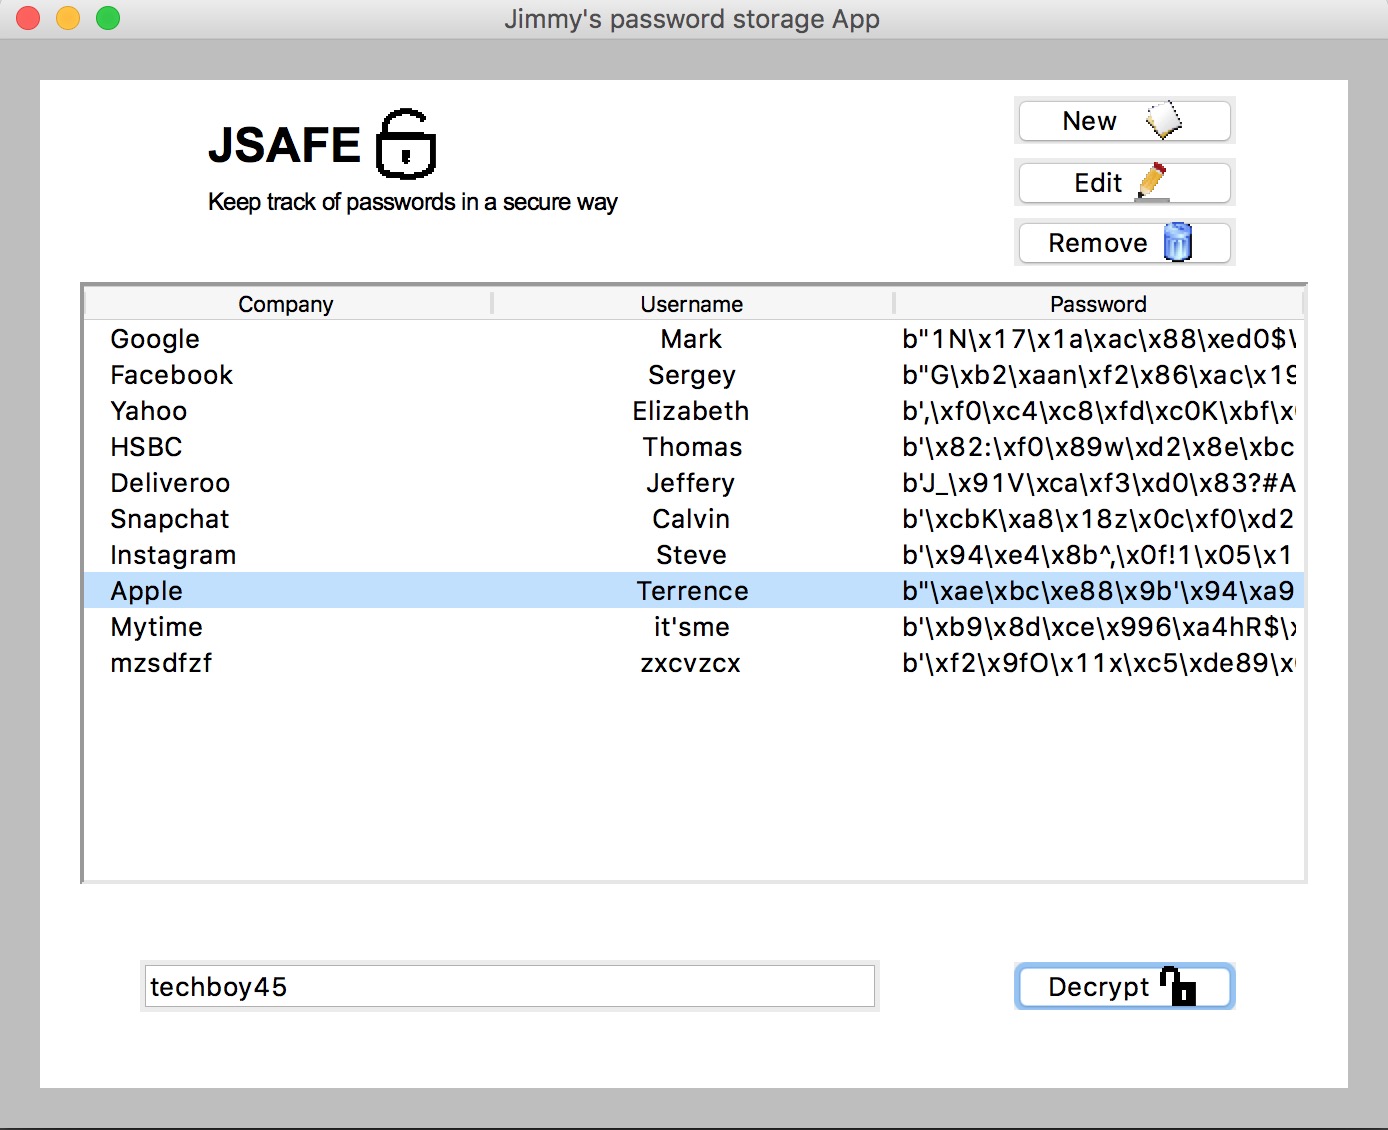 Jimmy's password storage App
JSAFE
Keep track of passwords in a secure way
New
Edit
Remove
Company Username Password
Google Mark b"1N\x17\x1a\xac\x88\xed0$\
Facebook Sergey b"G\xb2\xaan\xf2\x86\xac\x19
Yahoo Elizabeth b',\xf0\xc4\xc8\xfd\xc0K\xbf\x
HSBC Thomas b'\x82:\xf0\x89w\xd2\x8e\xbc
Deliveroo Jeffery b'J_\x91V\xca\xf3\xd0\x83?#A
Snapchat Calvin b'\xcbK\xa8\x18z\x0c\xf0\xd2
Instagram Steve b'\x94\xe4\x8b^,\x0f!1\x05\x1
Apple Terrence b"\xae\xbc\xe88\x9b'\x94\xa9
Mytime it'sme b'\xb9\x8d\xce\x996\xa4hR$\x
mzsdfzf zxcvzcx b'\xf2\x9fO\x11x\xc5\xde89\x
techboy45
Decrypt